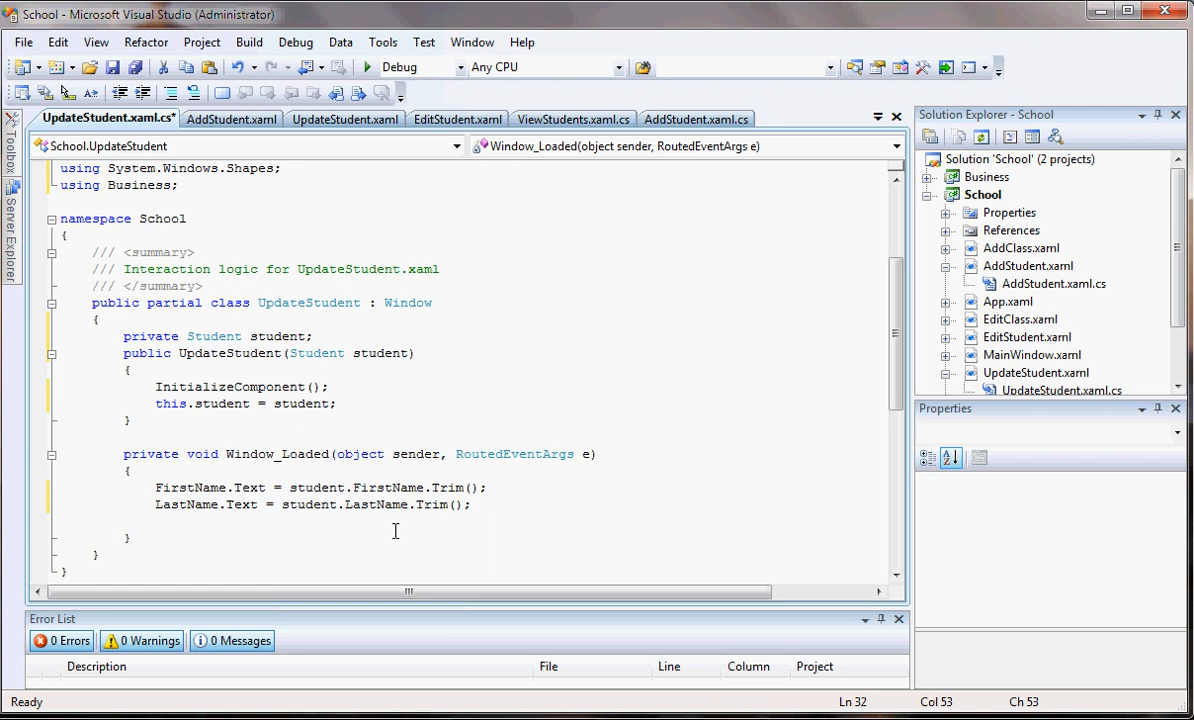 School - Microsoft Visual Studio (Administrator)
File Edit View Refactor Project Build Debug Data Tools Test Window Help
Debug Any CPU
UpdateStudent.xaml.cs* AddStudent.xaml UpdateStudent.xaml EditStudent.xaml ViewStudents.xaml.cs AddStudent.xaml.cs
School.UpdateStudent Window_Loaded(object sender, RoutedEventArgs e)
Toolbox
Server Explorer
using System.Windows.Shapes;
using Business;
namespace School
{
/// <summary>
/// Interaction logic for UpdateStudent.xaml
/// </summary>
public partial class UpdateStudent : Window
{
private Student student;
public UpdateStudent(Student student)
{
InitializeComponent();
this.student = student;
}
private void Window_Loaded(object sender, RoutedEventArgs e)
{
FirstName.Text = student.FirstName.Trim();
LastName.Text = student.LastName.Trim();
}
}
}
Solution Explorer - School
Solution 'School' (2 projects)
Business
School
Properties
References
AddClass.xaml
AddStudent.xaml
AddStudent.xaml.cs
App.xaml
EditClass.xaml
EditStudent.xaml
MainWindow.xaml
UpdateStudent.xaml
UpdateStudent.xaml.cs
Properties
Error List
0 Errors 0 Warnings 0 Messages
Description File Line Column Project
Ready Ln 32 Col 53 Ch 53